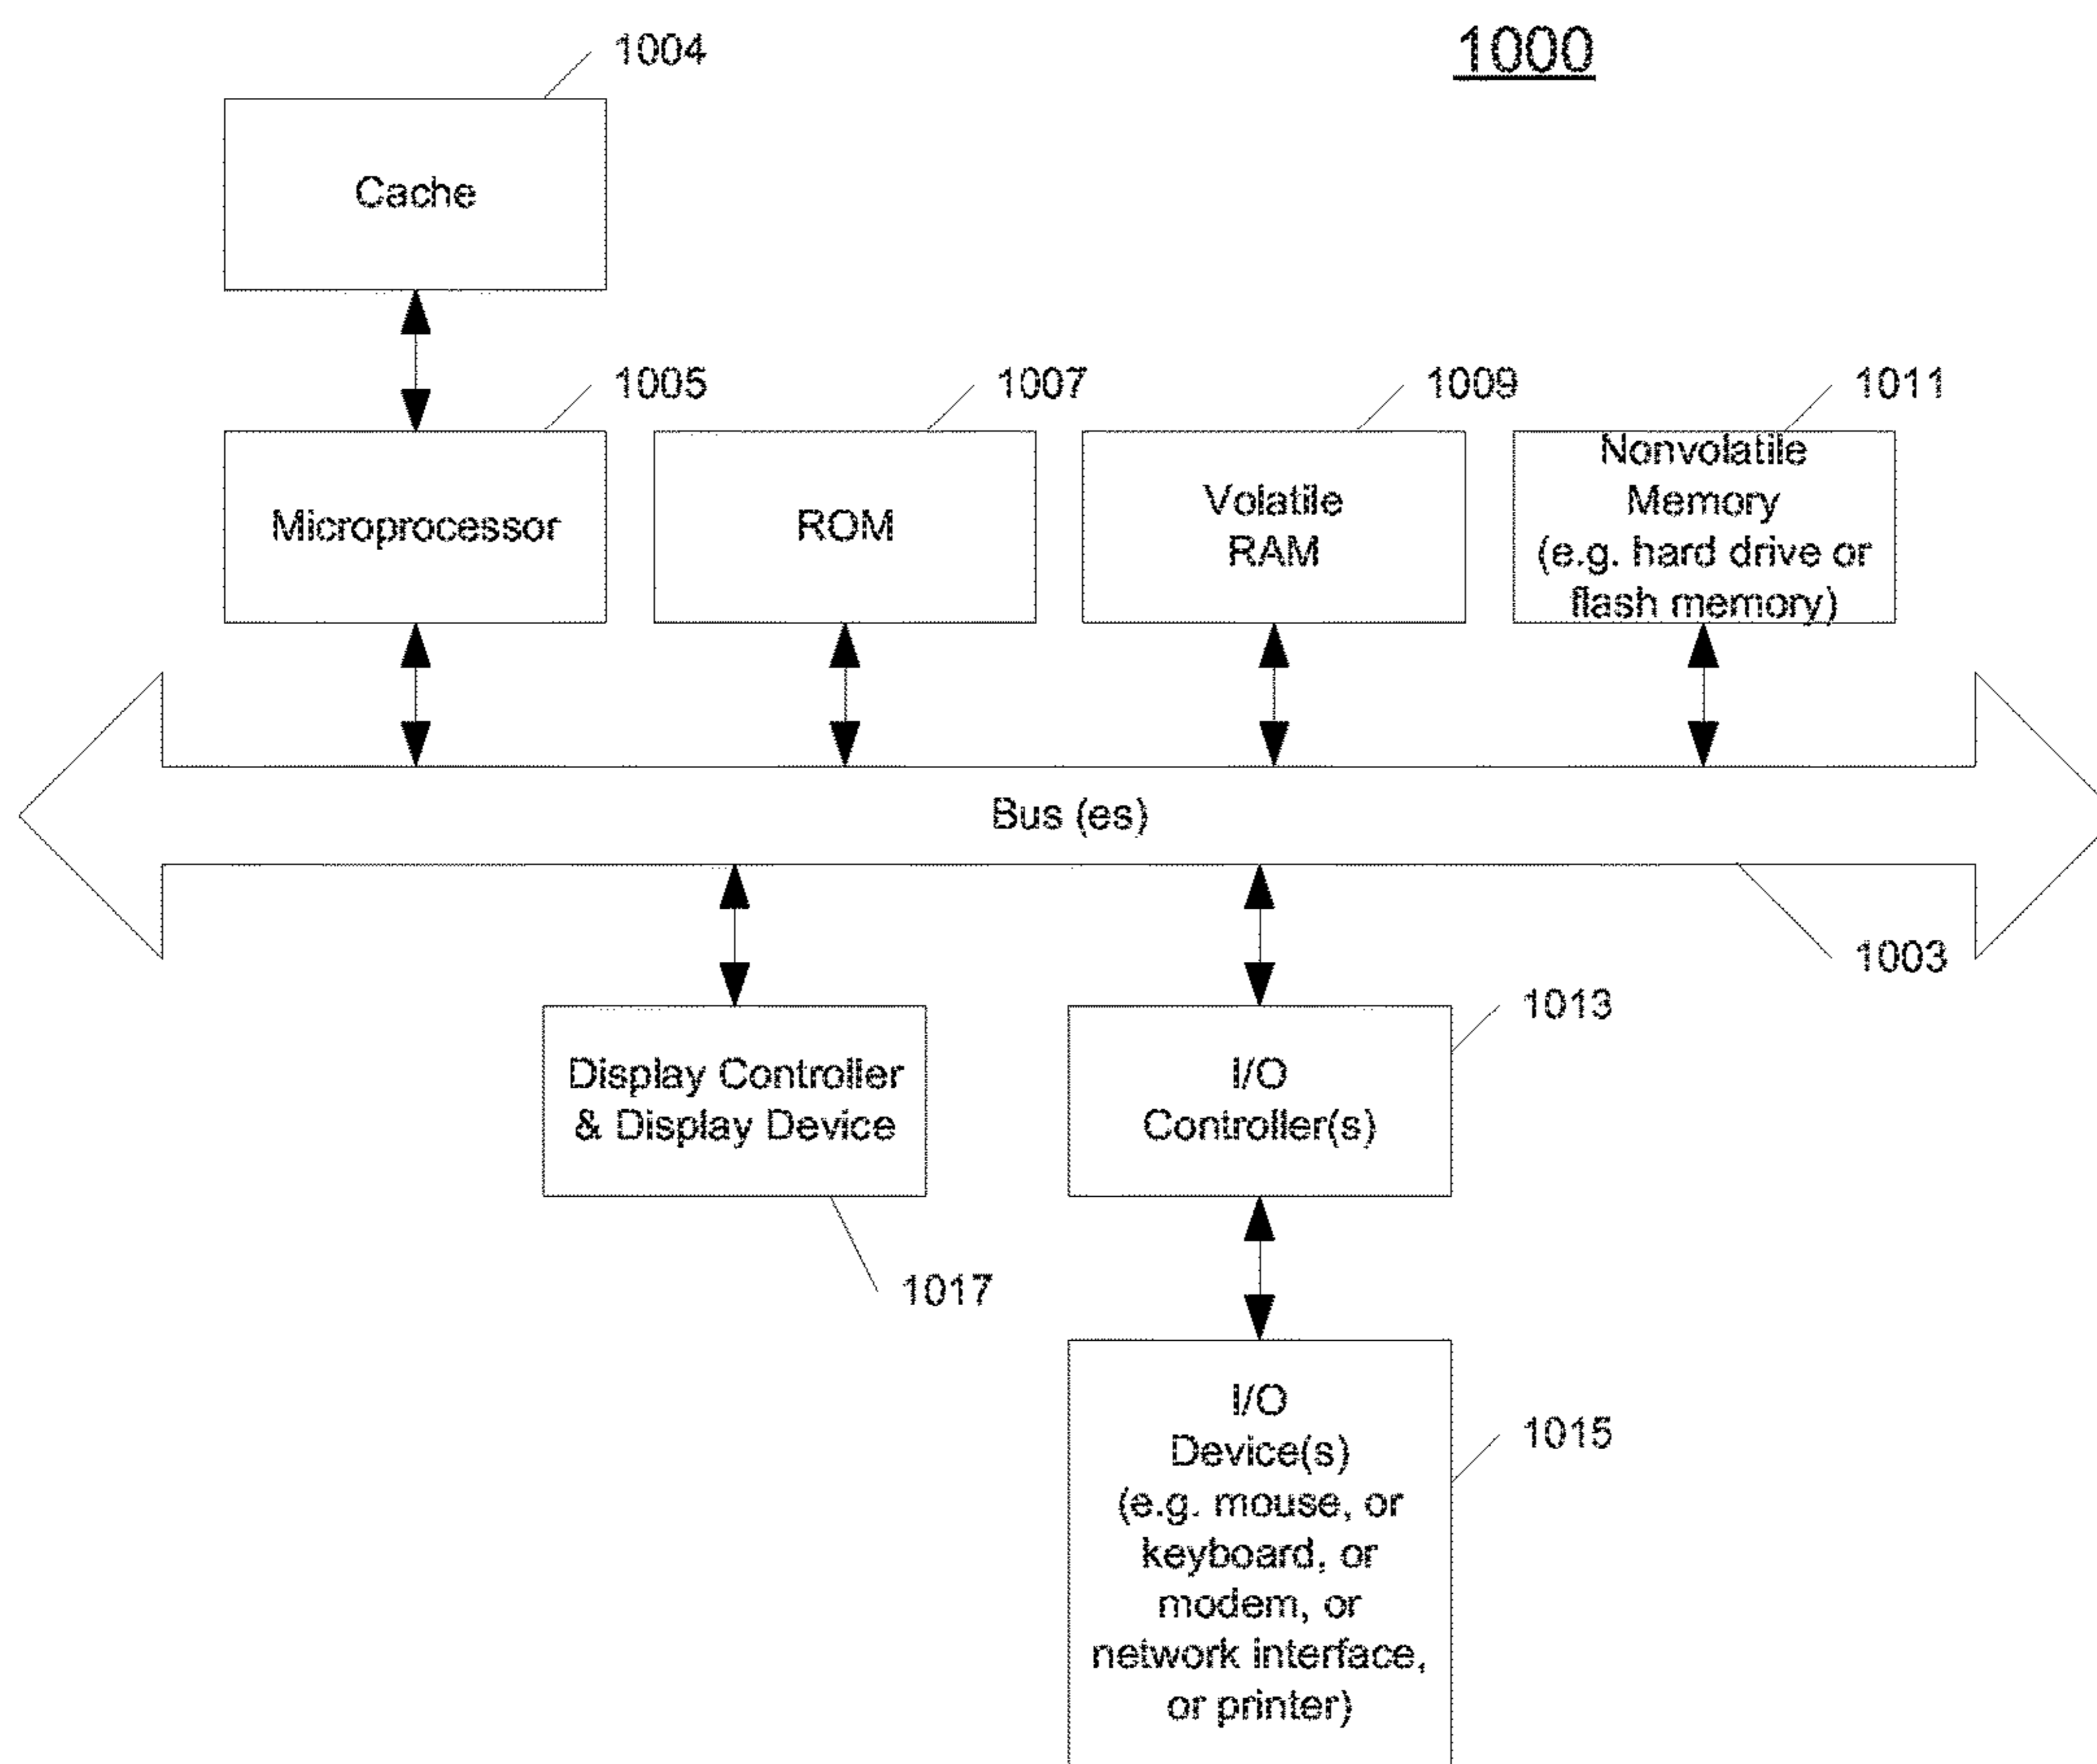 1000
1004
Cache
1005
1007
1009
1011
Microprocessor
ROM
Volatile
RAM
Nonvolatile
Memory
(e.g. hard drive or
flash memory)
Bus (es)
1003
1013
Display Controller
& Display Device
I/O
Controller(s)
1017
I/O
Device(s)
(e.g. mouse, or
keyboard, or
modem, or
network interface,
or printer)
1015